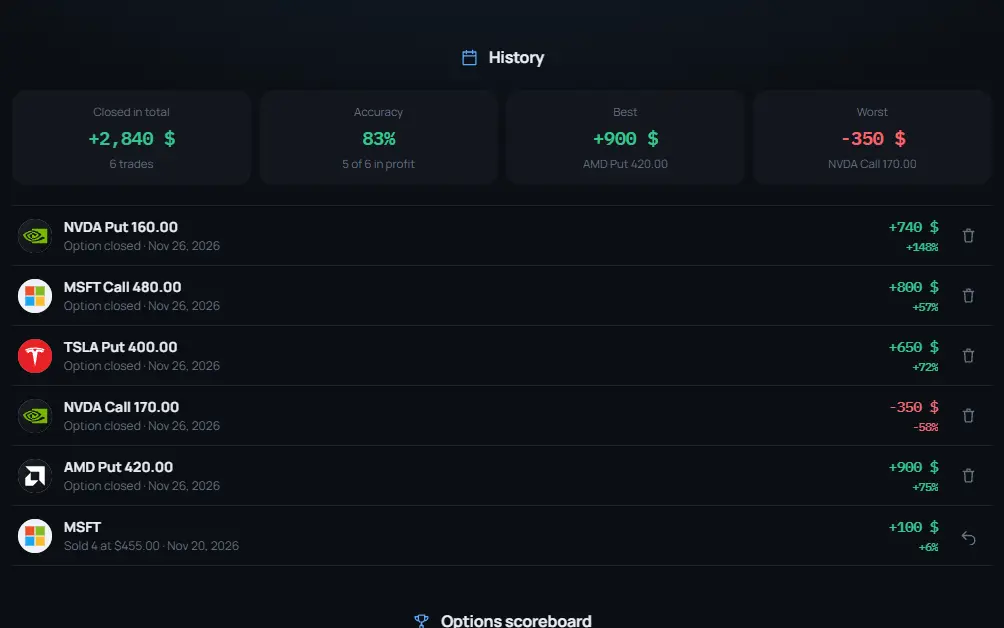 History
Closed in total
+2,840 $
6 trades
Accuracy
83%
5 of 6 in profit
Best
+900 $
AMD Put 420.00
Worst
-350 $
NVDA Call 170.00
NVDA Put 160.00
+740 $
Option closed · Nov 26, 2026
+148%
MSFT Call 480.00
+800 $
Option closed · Nov 26, 2026
+57%
TSLA Put 400.00
+650 $
Option closed · Nov 26, 2026
+72%
NVDA Call 170.00
-350 $
Option closed · Nov 26, 2026
-58%
AMD Put 420.00
+900 $
Option closed · Nov 26, 2026
+75%
MSFT
+100 $
Sold 4 at $455.00 · Nov 20, 2026
+6%
Options scoreboard